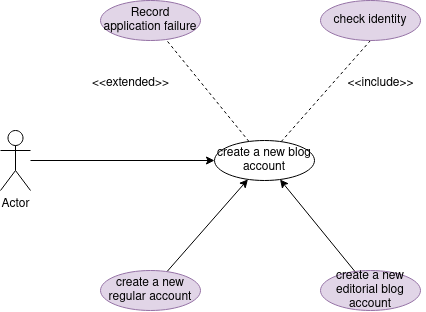 Record
application failure
check identity
<<extended>>
<<include>>
create a new blog
account
Actor
create a new
regular account
create a new
editorial blog
account